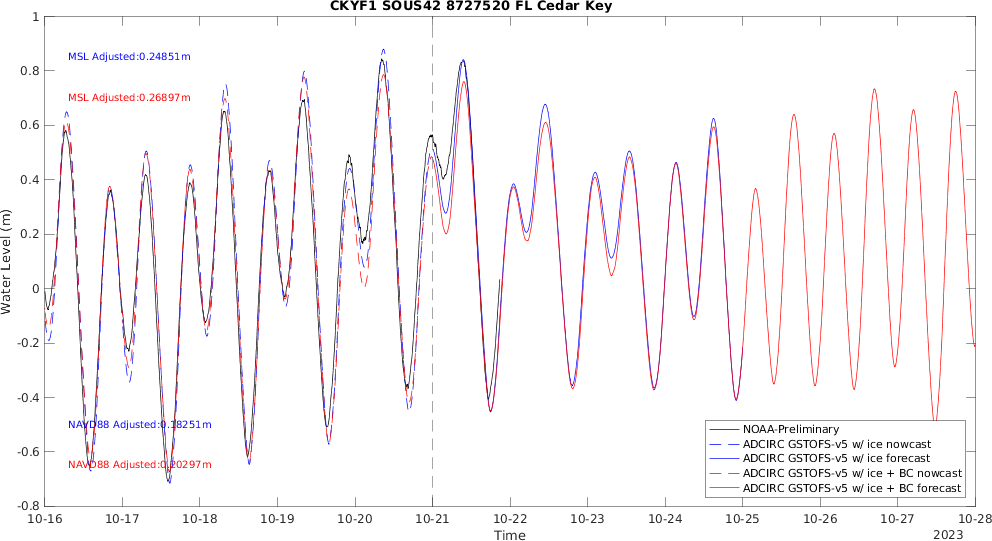 CKYF1 SOUS42 8727520 FL Cedar Key
MSL Adjusted:0.24851m
MSL Adjusted:0.26897m
NAVD88 Adjusted:0.18251m
NAVD88 Adjusted:0.20297m
Water Level (m)
1
0.8
0.6
0.4
0.2
0
-0.2
-0.4
-0.6
-0.8
NOAA-Preliminary
ADCIRC GSTOFS-v5 w/ ice nowcast
ADCIRC GSTOFS-v5 w/ ice forecast
ADCIRC GSTOFS-v5 w/ ice + BC nowcast
ADCIRC GSTOFS-v5 w/ ice + BC forecast
10-16 10-17 10-18 10-19 10-20 10-21 10-22 10-23 10-24 10-25 10-26 10-27 10-28
Time
2023